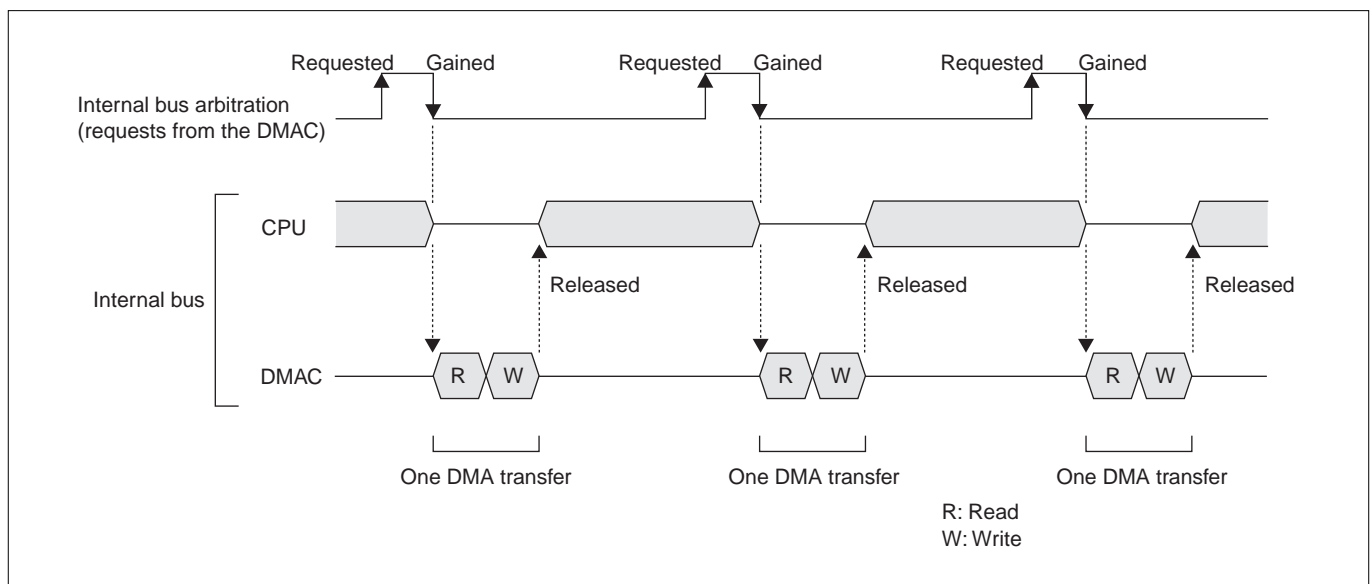 Requested Gained Requested Gained Requested Gained
Internal bus arbitration
(requests from the DMAC)
CPU
Released Released Released
Internal bus
DMAC R W R W R W
One DMA transfer One DMA transfer One DMA transfer
R: Read
W: Write